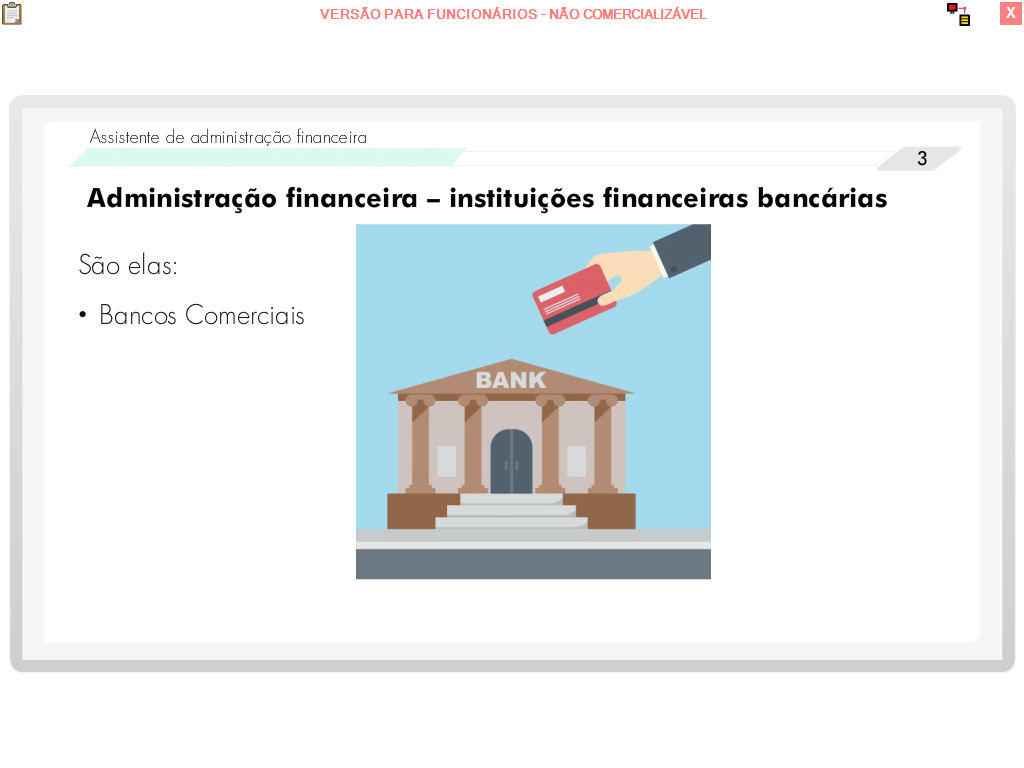 VERSÃO PARA FUNCIONÁRIOS - NÃO COMERCIALIZÁVEL
X
Assistente de administração financeira
3
Administração financeira – instituições financeiras bancárias
São elas:
• Bancos Comerciais
BANK